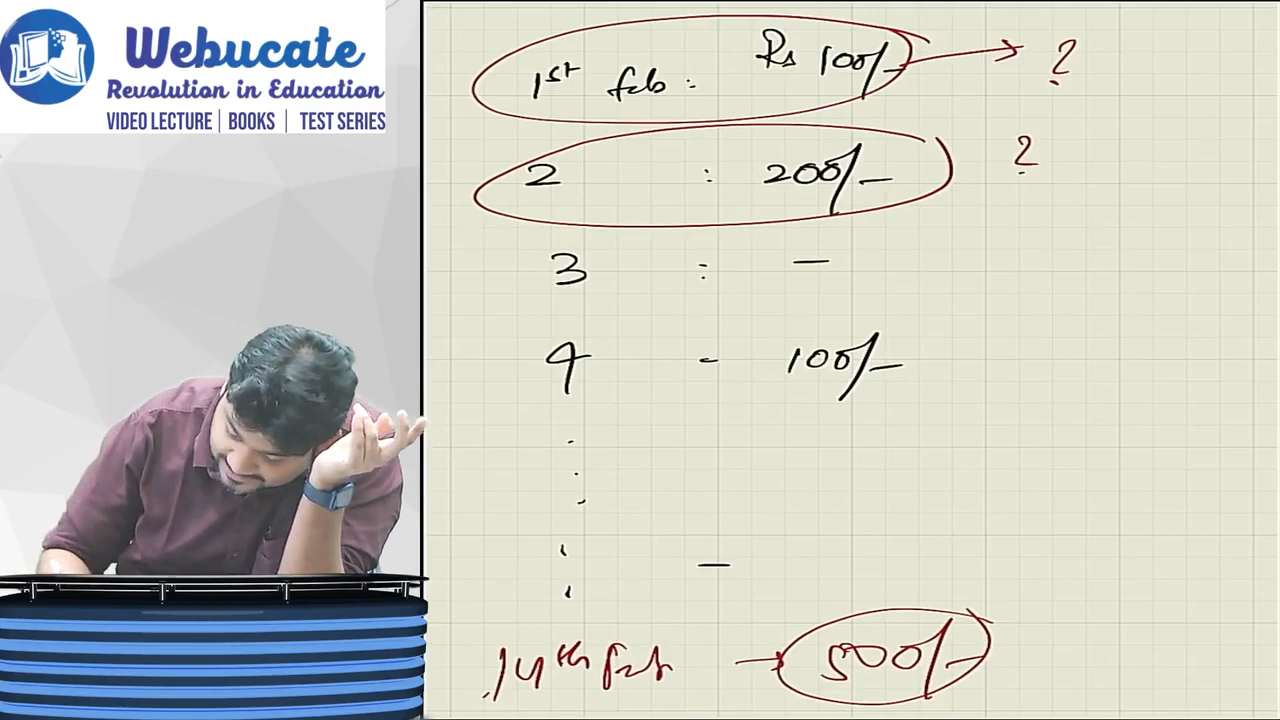 Webucate
Revolution in Education
VIDEO LECTURE | BOOKS | TEST SERIES
1st feb : Rs 100/- → ?
2 : 200/- ?
3 : —
4 - 100/-
—
14th feb → 500/-